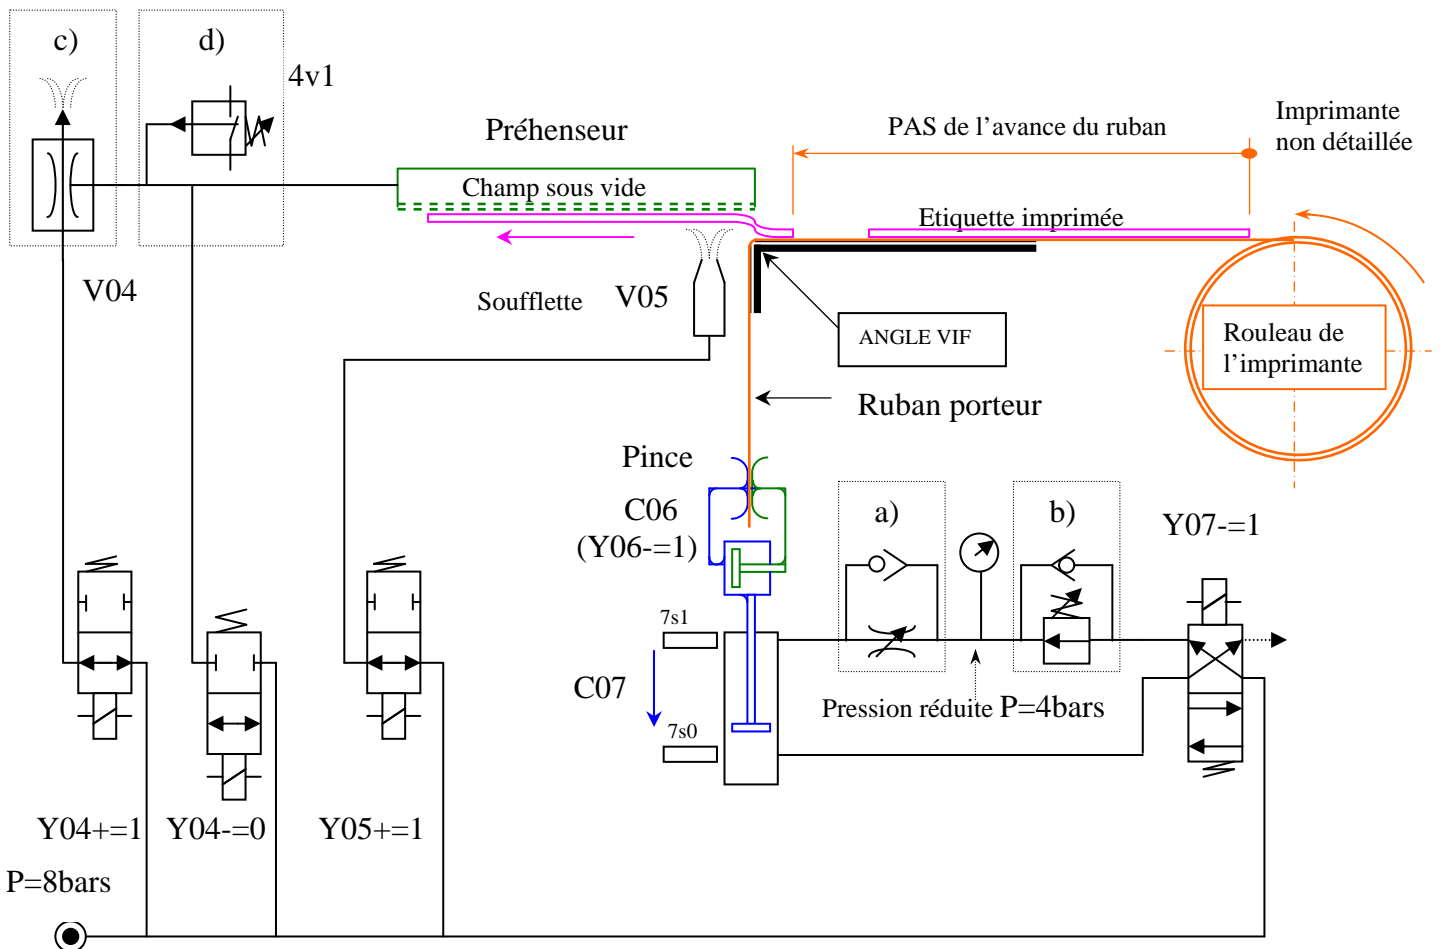 c)
d)
4v1
Préhenseur
PAS de l’avance du ruban
Imprimante
non détaillée
Champ sous vide
Etiquette imprimée
V04
Soufflette
V05
ANGLE VIF
Rouleau de
l’imprimante
Ruban porteur
Pince
C06
(Y06-=1)
a)
b)
Y07-=1
7s1
C07
7s0
Pression réduite P=4bars
Y04+=1
Y04-=0
Y05+=1
P=8bars